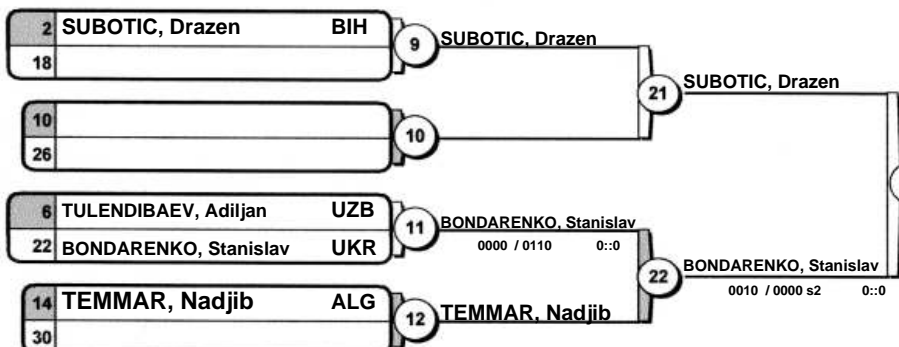 2 SUBOTIC, Drazen BIH
18
9
SUBOTIC, Drazen
21
SUBOTIC, Drazen
10
26
10
6 TULENDIBAEV, Adiljan UZB
22 BONDARENKO, Stanislav UKR
11
BONDARENKO, Stanislav
0000 / 0110 0::0
22
BONDARENKO, Stanislav
0010 / 0000 s2 0::0
14 TEMMAR, Nadjib ALG
30
12
TEMMAR, Nadjib